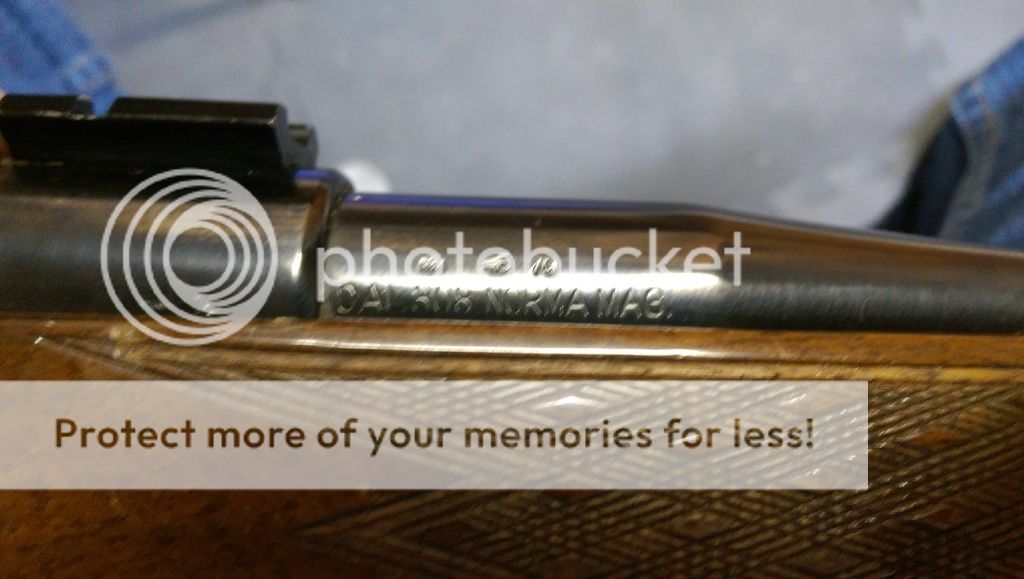 photobucket
CAL 308 NORMA MAG.
Protect more of your memories for less!